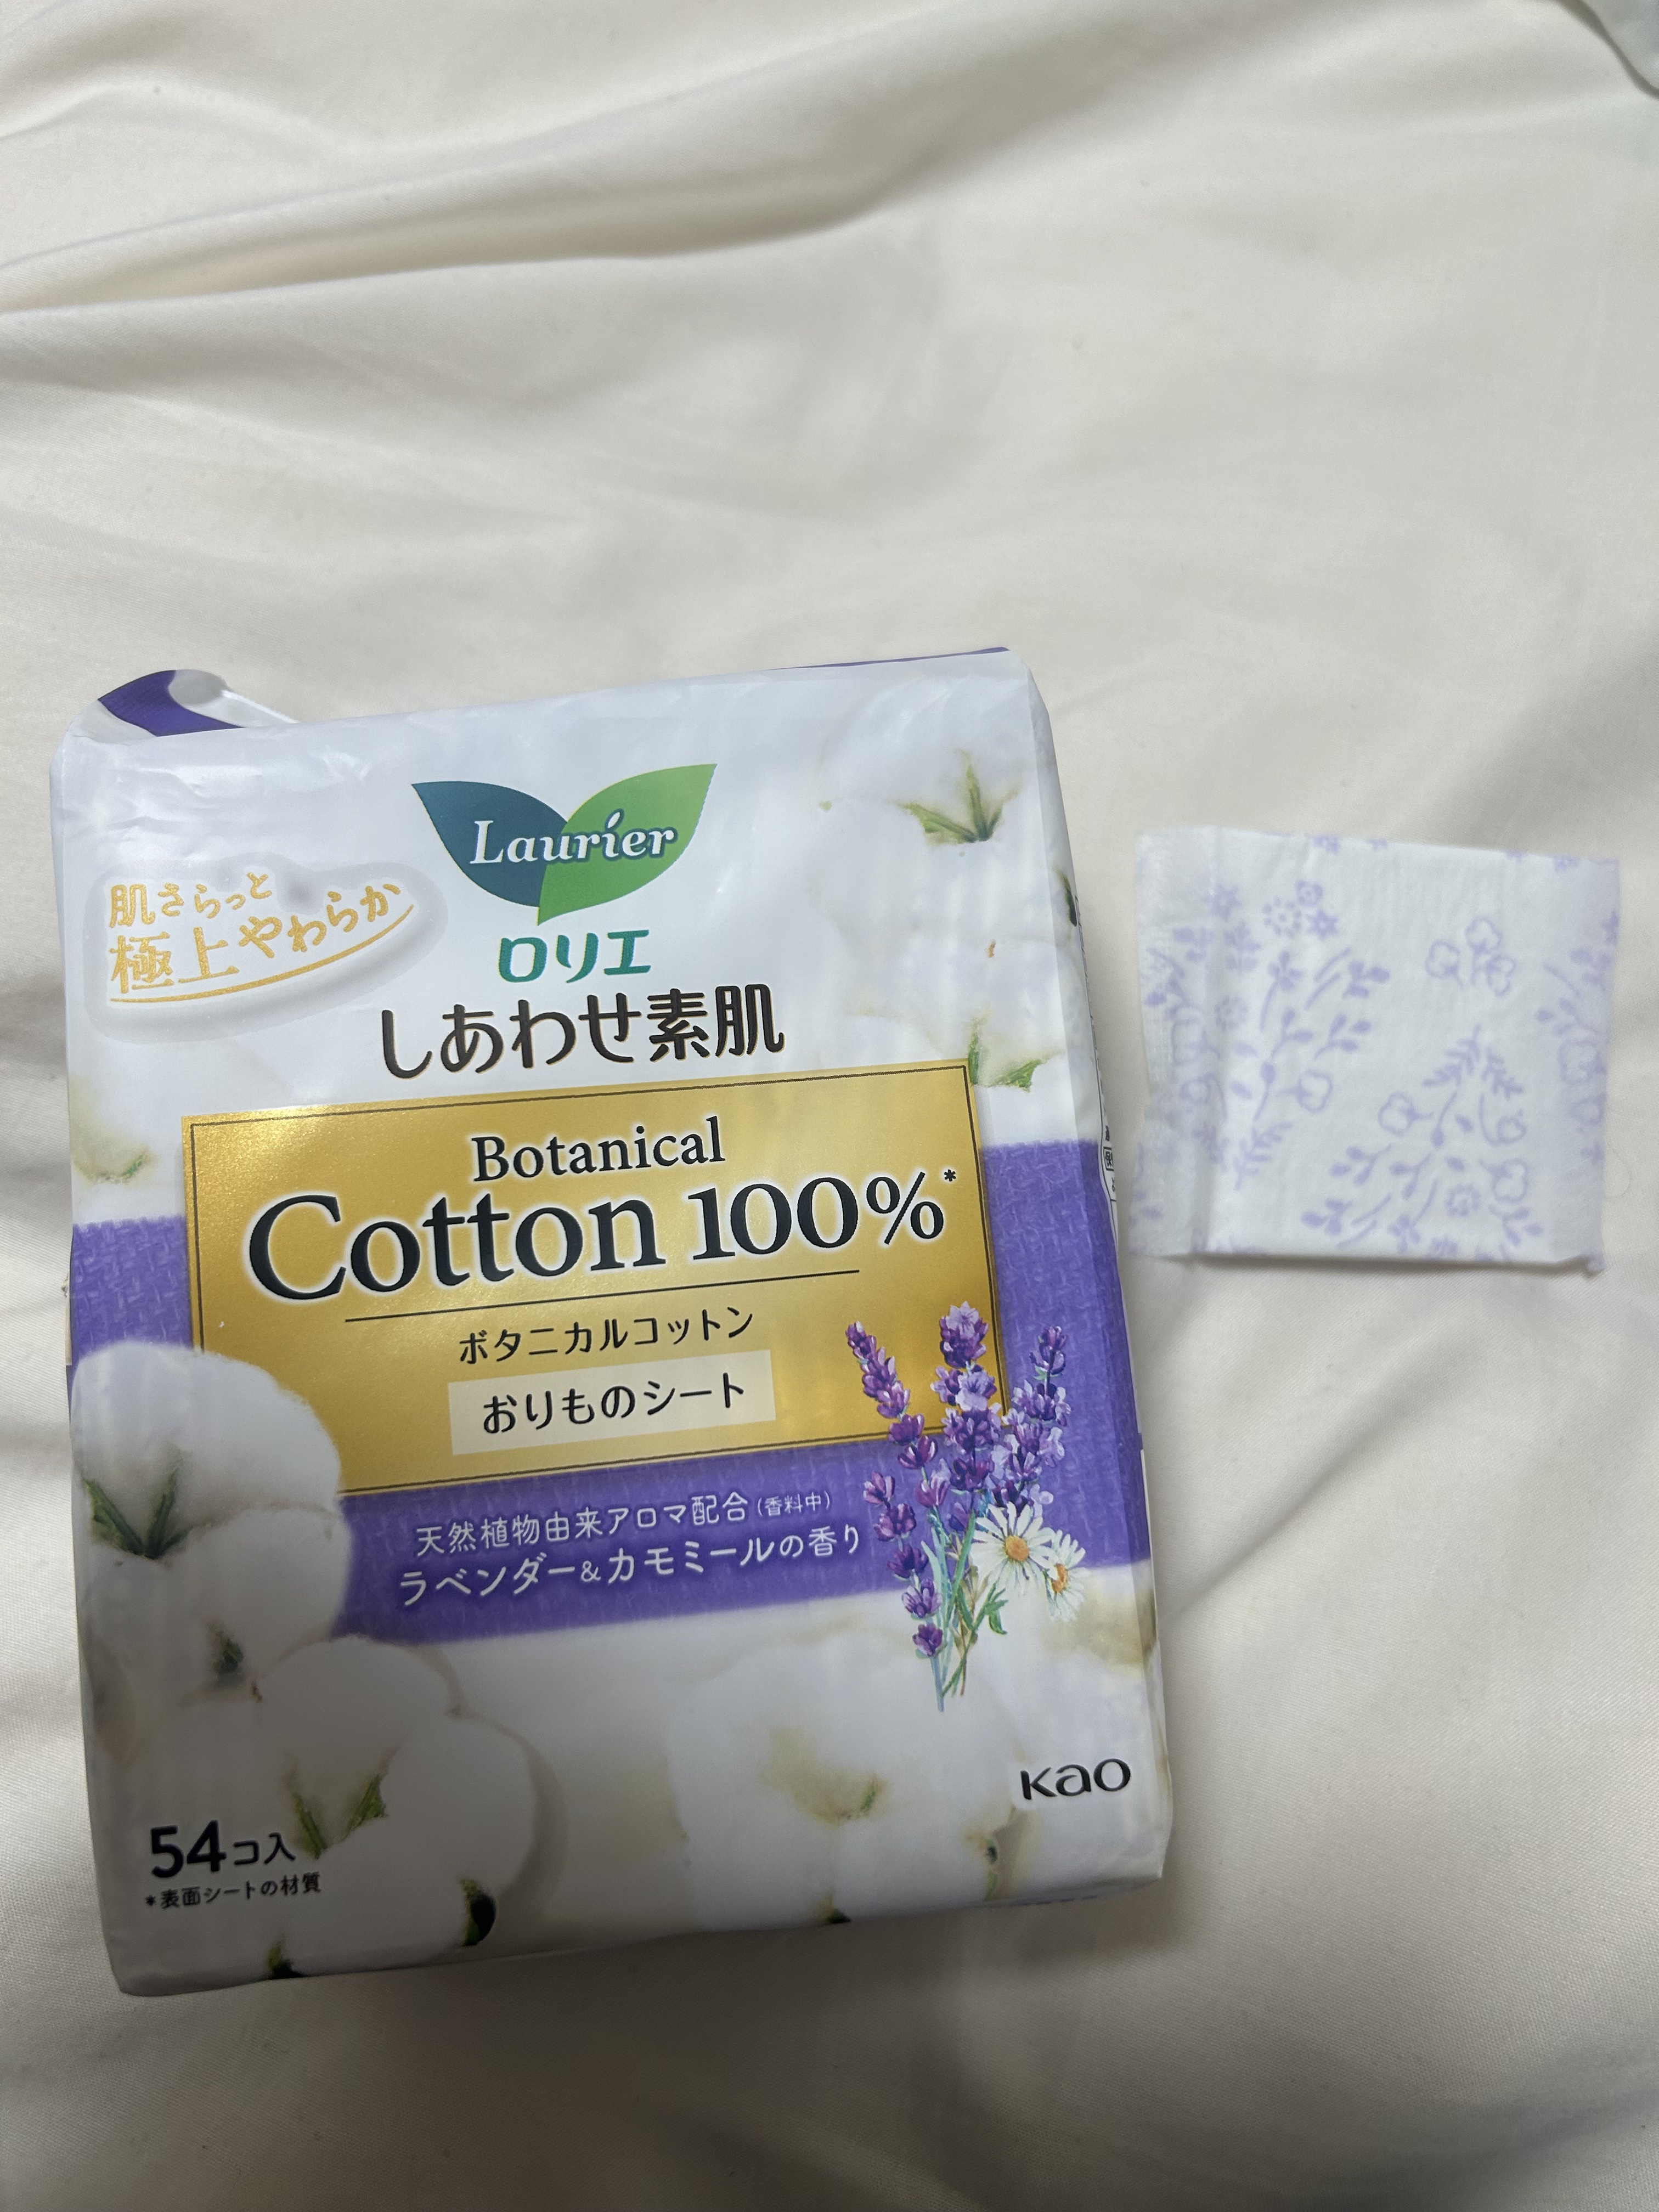 Laurier
ロリエ
肌さらっと
極上やわらか
しあわせ素肌
Botanical
Cotton 100%*
ボタニカルコットン
おりものシート
天然植物由来アロマ配合(香料中)
ラベンダー&カモミールの香り
Kao
54コ入
*表面シートの材質